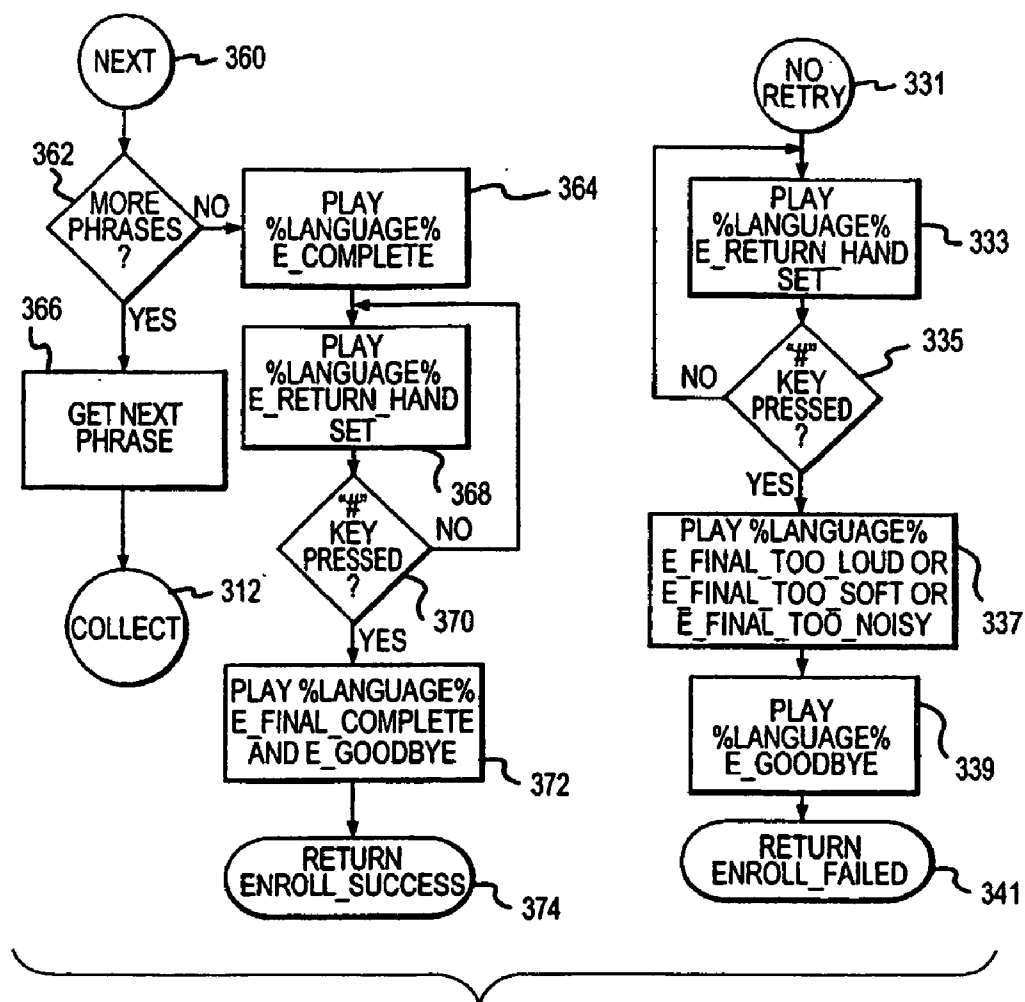 NEXT
360
362
MORE
PHRASES
?
NO
YES
366
GET NEXT
PHRASE
312
COLLECT
PLAY
%LANGUAGE%
E_COMPLETE
364
PLAY
%LANGUAGE%
E_RETURN_HAND
SET
368
"#"
KEY
PRESSED
?
NO
370
YES
PLAY %LANGUAGE%
E_FINAL_COMPLETE
AND E_GOODBYE
372
RETURN
ENROLL_SUCCESS
374
NO
RETRY
331
PLAY
%LANGUAGE%
E_RETURN_HAND
SET
333
"#"
KEY
PRESSED
?
335
NO
YES
PLAY %LANGUAGE%
E_FINAL_TOO_LOUD OR
E_FINAL_TOO_SOFT OR
E_FINAL_TOO_NOISY
337
PLAY
%LANGUAGE%
E_GOODBYE
339
RETURN
ENROLL_FAILED
341